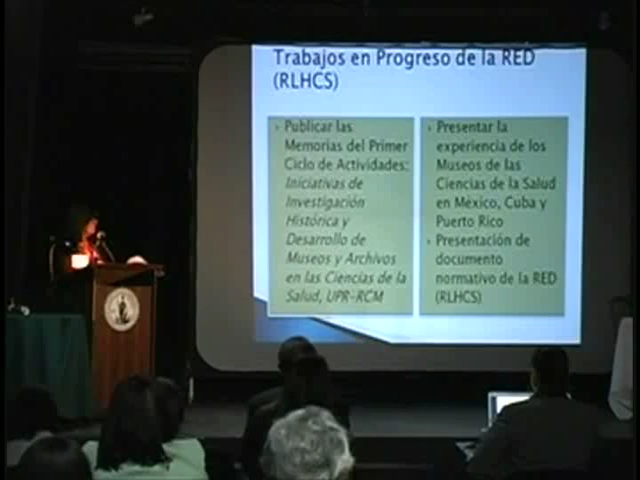 Trabajos en Progreso de la RED
(RLHCS)
Publicar las
Memorias del Primer
Ciclo de Actividades:
Iniciativas de
Investigación
Histórica y
Desarrollo de
Museos y Archivos
en las Ciencias de la
Salud, UPR-RCM
Presentar la
experiencia de los
Museos de las
Ciencias de la Salud
en México, Cuba y
Puerto Rico
Presentación de
documento
normativo de la RED
(RLHCS)